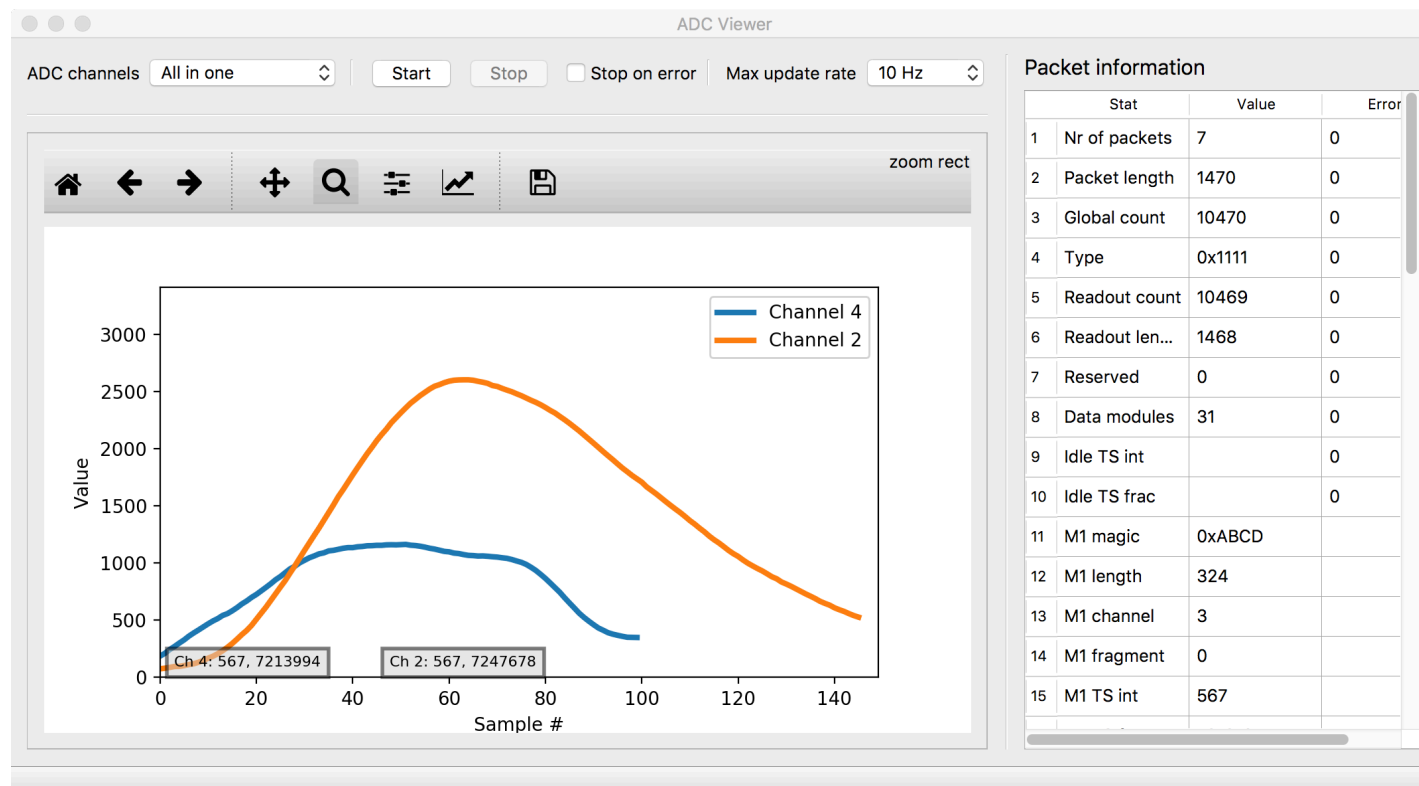 ADC Viewer
ADC channels All in one Start Stop Stop on error Max update rate 10 Hz
zoom rect
3000
2500
2000
1500
1000
500
0
Value
Channel 4
Channel 2
Ch 4: 567, 7213994 Ch 2: 567, 7247678
0 20 40 60 80 100 120 140
Sample #
Packet information
Stat Value Error
1 Nr of packets 7 0
2 Packet length 1470 0
3 Global count 10470 0
4 Type 0x1111 0
5 Readout count 10469 0
6 Readout len... 1468 0
7 Reserved 0 0
8 Data modules 31 0
9 Idle TS int 0
10 Idle TS frac 0
11 M1 magic 0xABCD
12 M1 length 324
13 M1 channel 3
14 M1 fragment 0
15 M1 TS int 567